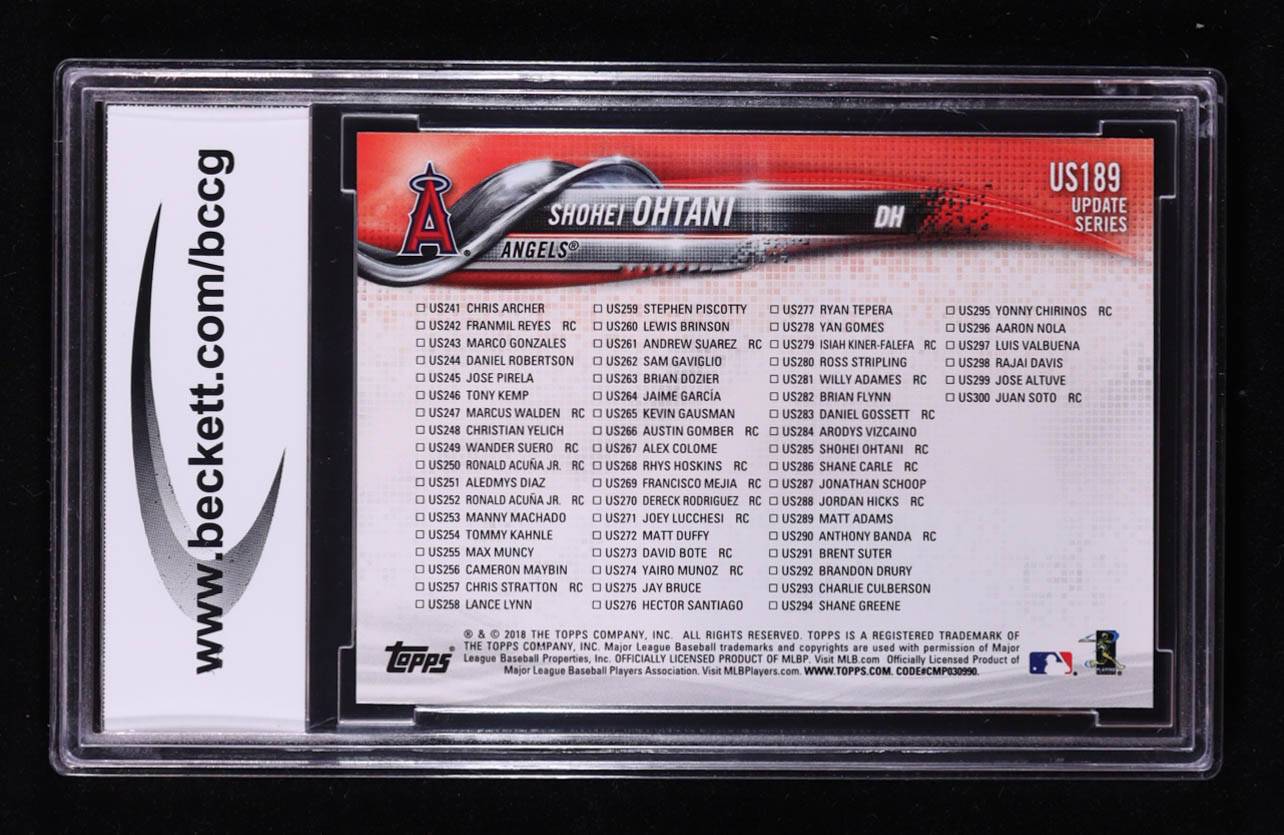 www.beckett.com/bccg
A
US189
UPDATE
SERIES
SHOHEI OHTANI
DH
ANGELS®
US241 CHRIS ARCHER
US242 FRANMIL REYES RC
US243 MARCO GONZALES
US244 DANIEL ROBERTSON
US245 JOSE PIRELA
US246 TONY KEMP
US247 MARCUS WALDEN RC
US248 CHRISTIAN YELICH
US249 WANDER SUERO RC
US250 RONALD ACUÑA JR. RC
US251 ALEDMYS DIAZ
US252 RONALD ACUÑA JR. RC
US253 MANNY MACHADO
US254 TOMMY KAHNLE
US255 MAX MUNCY
US256 CAMERON MAYBIN
US257 CHRIS STRATTON RC
US258 LANCE LYNN
US259 STEPHEN PISCOTTY
US260 LEWIS BRINSON
US261 ANDREW SUAREZ RC
US262 SAM GAVIGLIO
US263 BRIAN DOZIER
US264 JAIME GARCÍA
US265 KEVIN GAUSMAN
US266 AUSTIN GOMBER RC
US267 ALEX COLOME
US268 RHYS HOSKINS RC
US269 FRANCISCO MEJIA RC
US270 DERECK RODRIGUEZ RC
US271 JOEY LUCCHESI RC
US272 MATT DUFFY
US273 DAVID BOTE RC
US274 YAIRO MUNOZ RC
US275 JAY BRUCE
US276 HECTOR SANTIAGO
US277 RYAN TEPERA
US278 YAN GOMES
US279 ISIAH KINER-FALEFA RC
US280 ROSS STRIPLING
US281 WILLY ADAMES RC
US282 BRIAN FLYNN
US283 DANIEL GOSSETT RC
US284 ARODYS VIZCAINO
US285 SHOHEI OHTANI RC
US286 SHANE CARLE RC
US287 JONATHAN SCHOOP
US288 JORDAN HICKS RC
US289 MATT ADAMS
US290 ANTHONY BANDA RC
US291 BRENT SUTER
US292 BRANDON DRURY
US293 CHARLIE CULBERSON
US294 SHANE GREENE
US295 YONNY CHIRINOS RC
US296 AARON NOLA
US297 LUIS VALBUENA
US298 RAJAI DAVIS
US299 JOSE ALTUVE
US300 JUAN SOTO RC
topps®
® & © 2018 THE TOPPS COMPANY, INC. ALL RIGHTS RESERVED. TOPPS IS A REGISTERED TRADEMARK OF
THE TOPPS COMPANY, INC. Major League Baseball trademarks and copyrights are used with permission of Major
League Baseball Properties, Inc. OFFICIALLY LICENSED PRODUCT OF MLBP. Visit MLB.com Officially Licensed Product of
Major League Baseball Players Association. Visit MLBPlayers.com. WWW.TOPPS.COM. CODE#CMP030990.